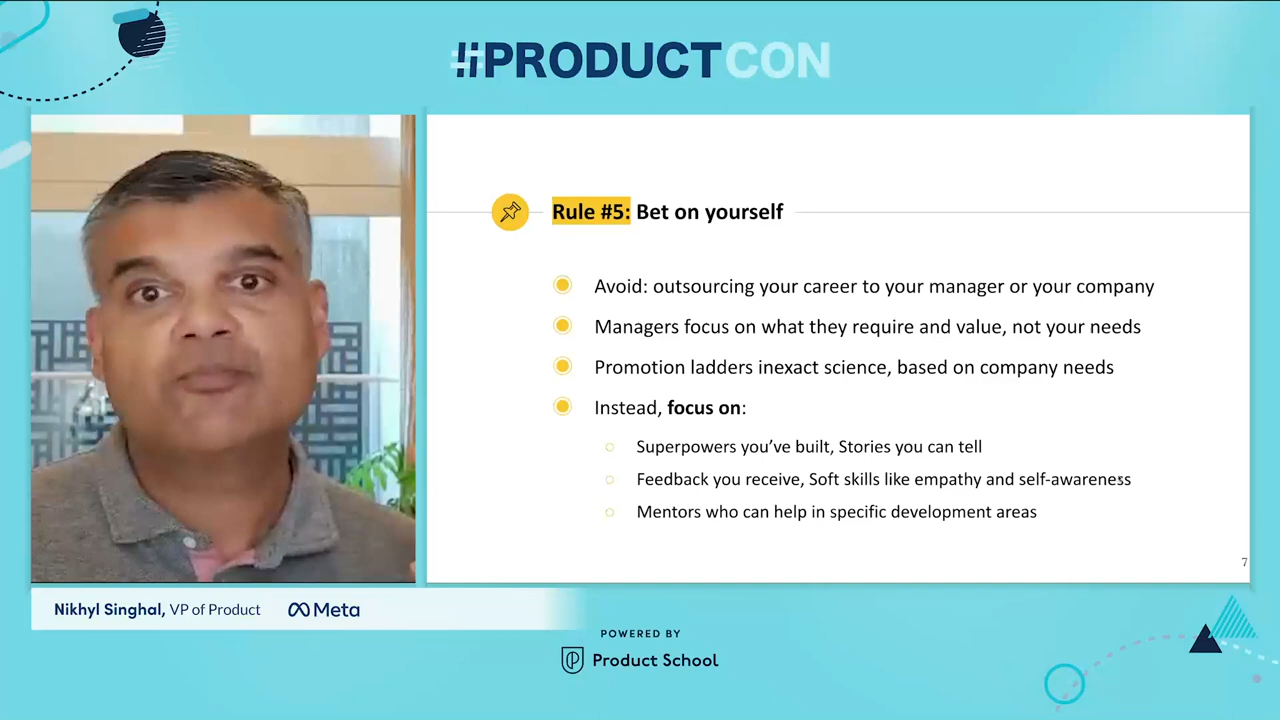 #PRODUCTCON
Rule #5: Bet on yourself
Avoid: outsourcing your career to your manager or your company
Managers focus on what they require and value, not your needs
Promotion ladders inexact science, based on company needs
Instead, focus on:
Superpowers you’ve built, Stories you can tell
Feedback you receive, Soft skills like empathy and self-awareness
Mentors who can help in specific development areas
7
Nikhyl Singhal, VP of Product Meta
POWERED BY
Product School